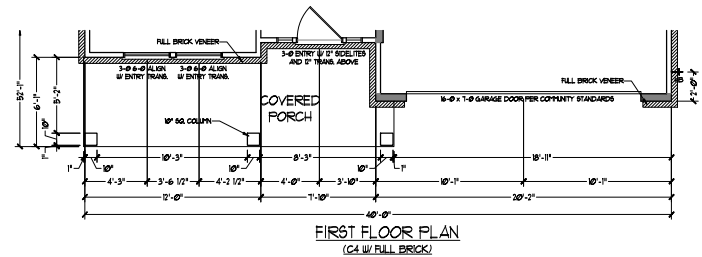 FULL BRICK VENEER
3-0 ENTRY W/ 12" SIDELITES
AND 12" TRANS. ABOVE
3-0 6-0 ALIGN
W/ ENTRY TRANS.
3-0 6-0 ALIGN
W/ ENTRY TRANS.
FULL BRICK VENEER
16-0 x 7-0 GARAGE DOOR PER COMMUNITY STANDARDS
COVERED
PORCH
10" SQ. COLUMN
52'-1"
6'-1"
5'-2"
10"
1"
8"
2'-0"
1"
10"
10'-3"
10"
8'-3"
10"
1"
18'-11"
4'-3"
3'-6 1/2"
4'-2 1/2"
4'-0"
3'-10"
10'-1"
10'-1"
12'-0"
7'-10"
20'-2"
40'-0"
FIRST FLOOR PLAN
(C4 W/ FULL BRICK)